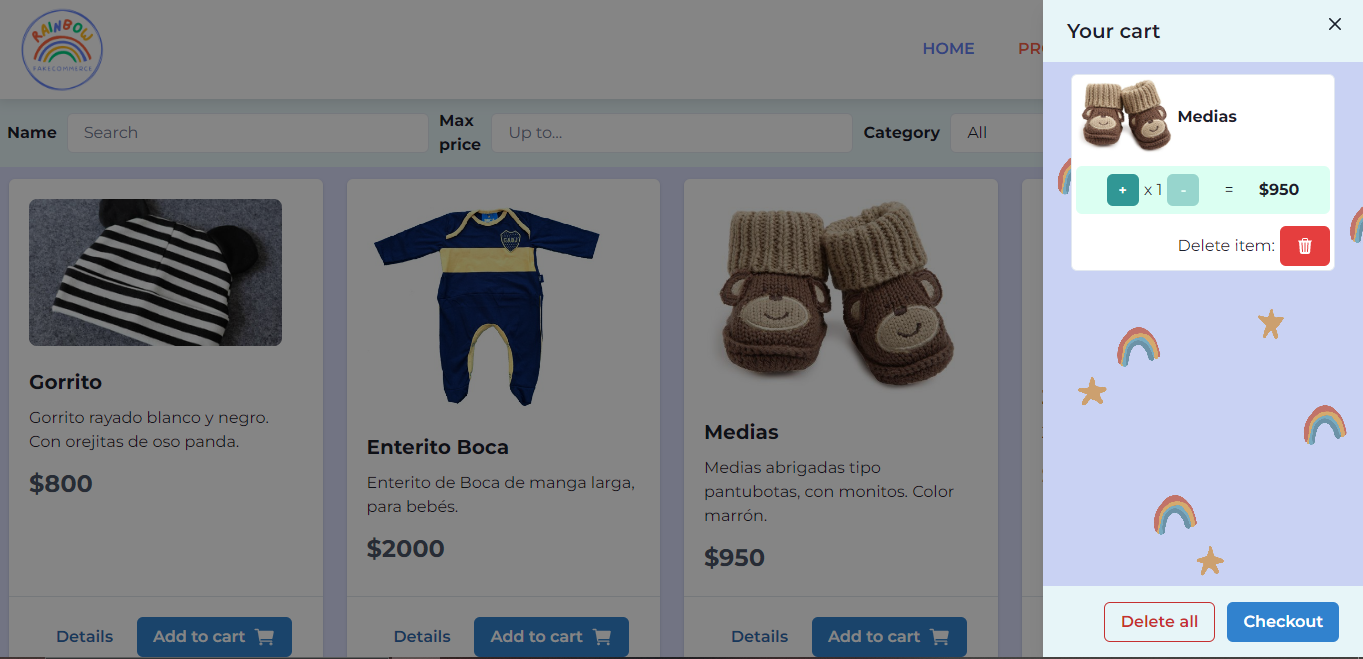 RAINBOW
FAKECOMMERCE
HOME
Your cart
Name
Search
Max
price
Up to...
Category
All
Medias
+ x 1 - = $950
Delete item:
CABJ
Gorrito
Gorrito rayado blanco y negro.
Con orejitas de oso panda.
$800
Details
Add to cart
Enterito Boca
Enterito de Boca de manga larga,
para bebés.
$2000
Details
Add to cart
Medias
Medias abrigadas tipo
pantubotas, con monitos. Color
marrón.
$950
Details
Add to cart
Delete all
Checkout